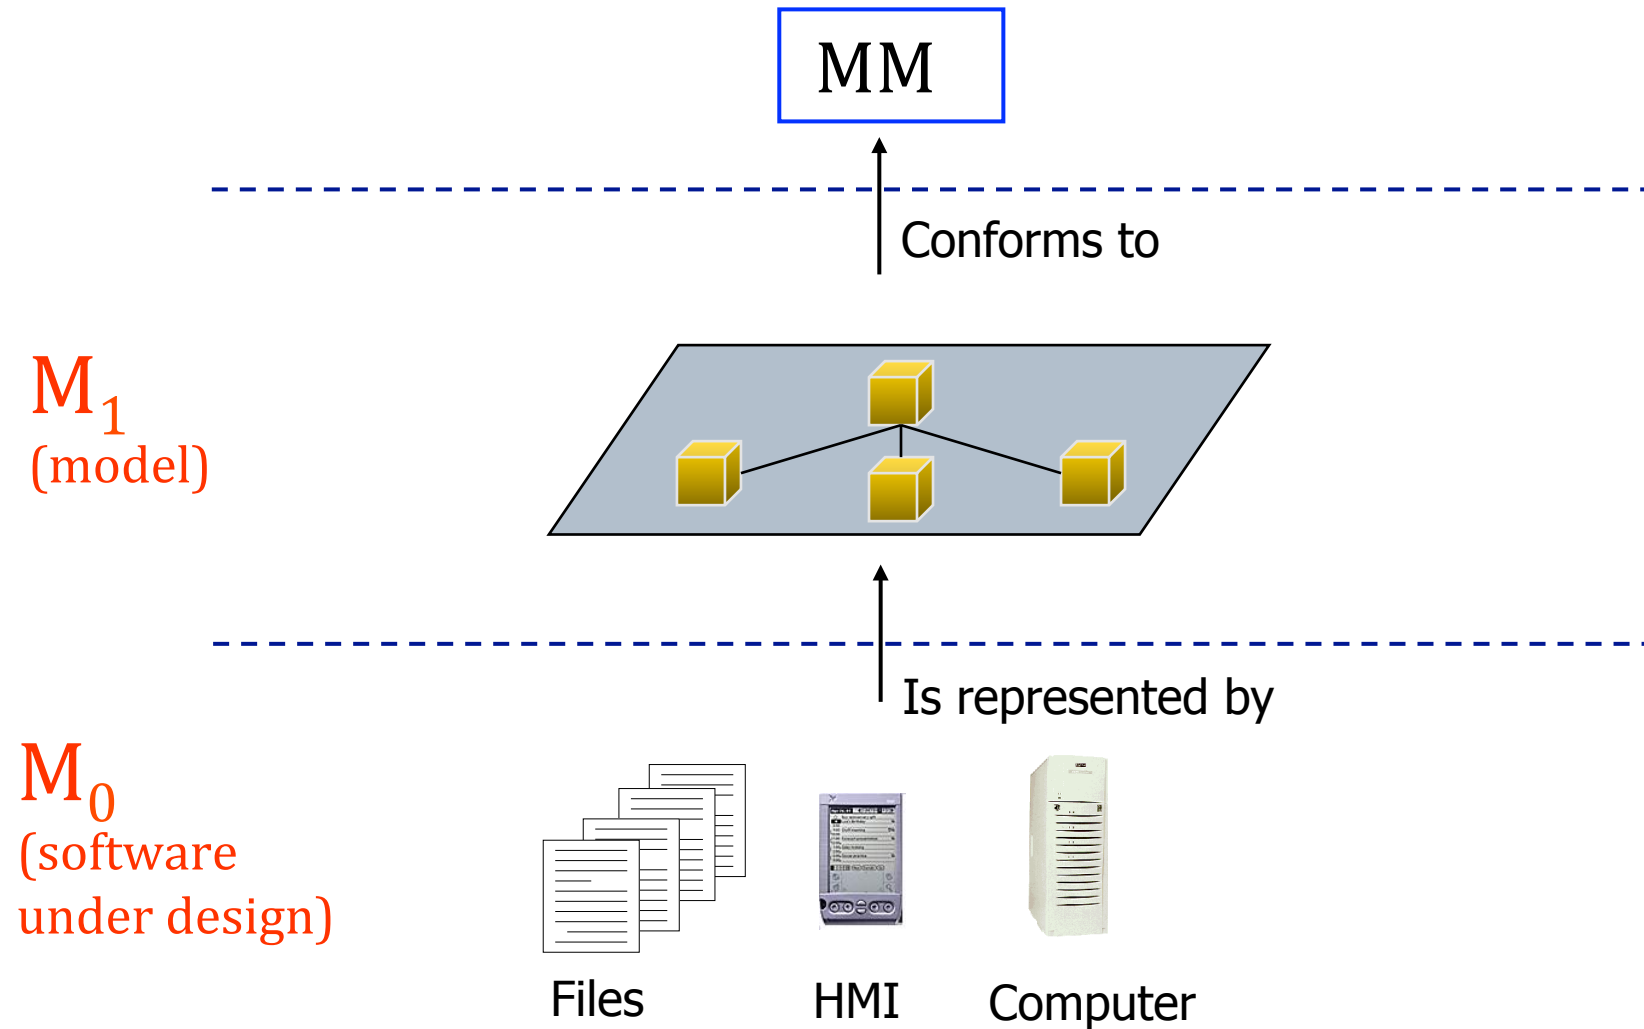 MM
Conforms to
M₁
(model)
Is represented by
M₀
(software
under design)
Files
HMI
Computer